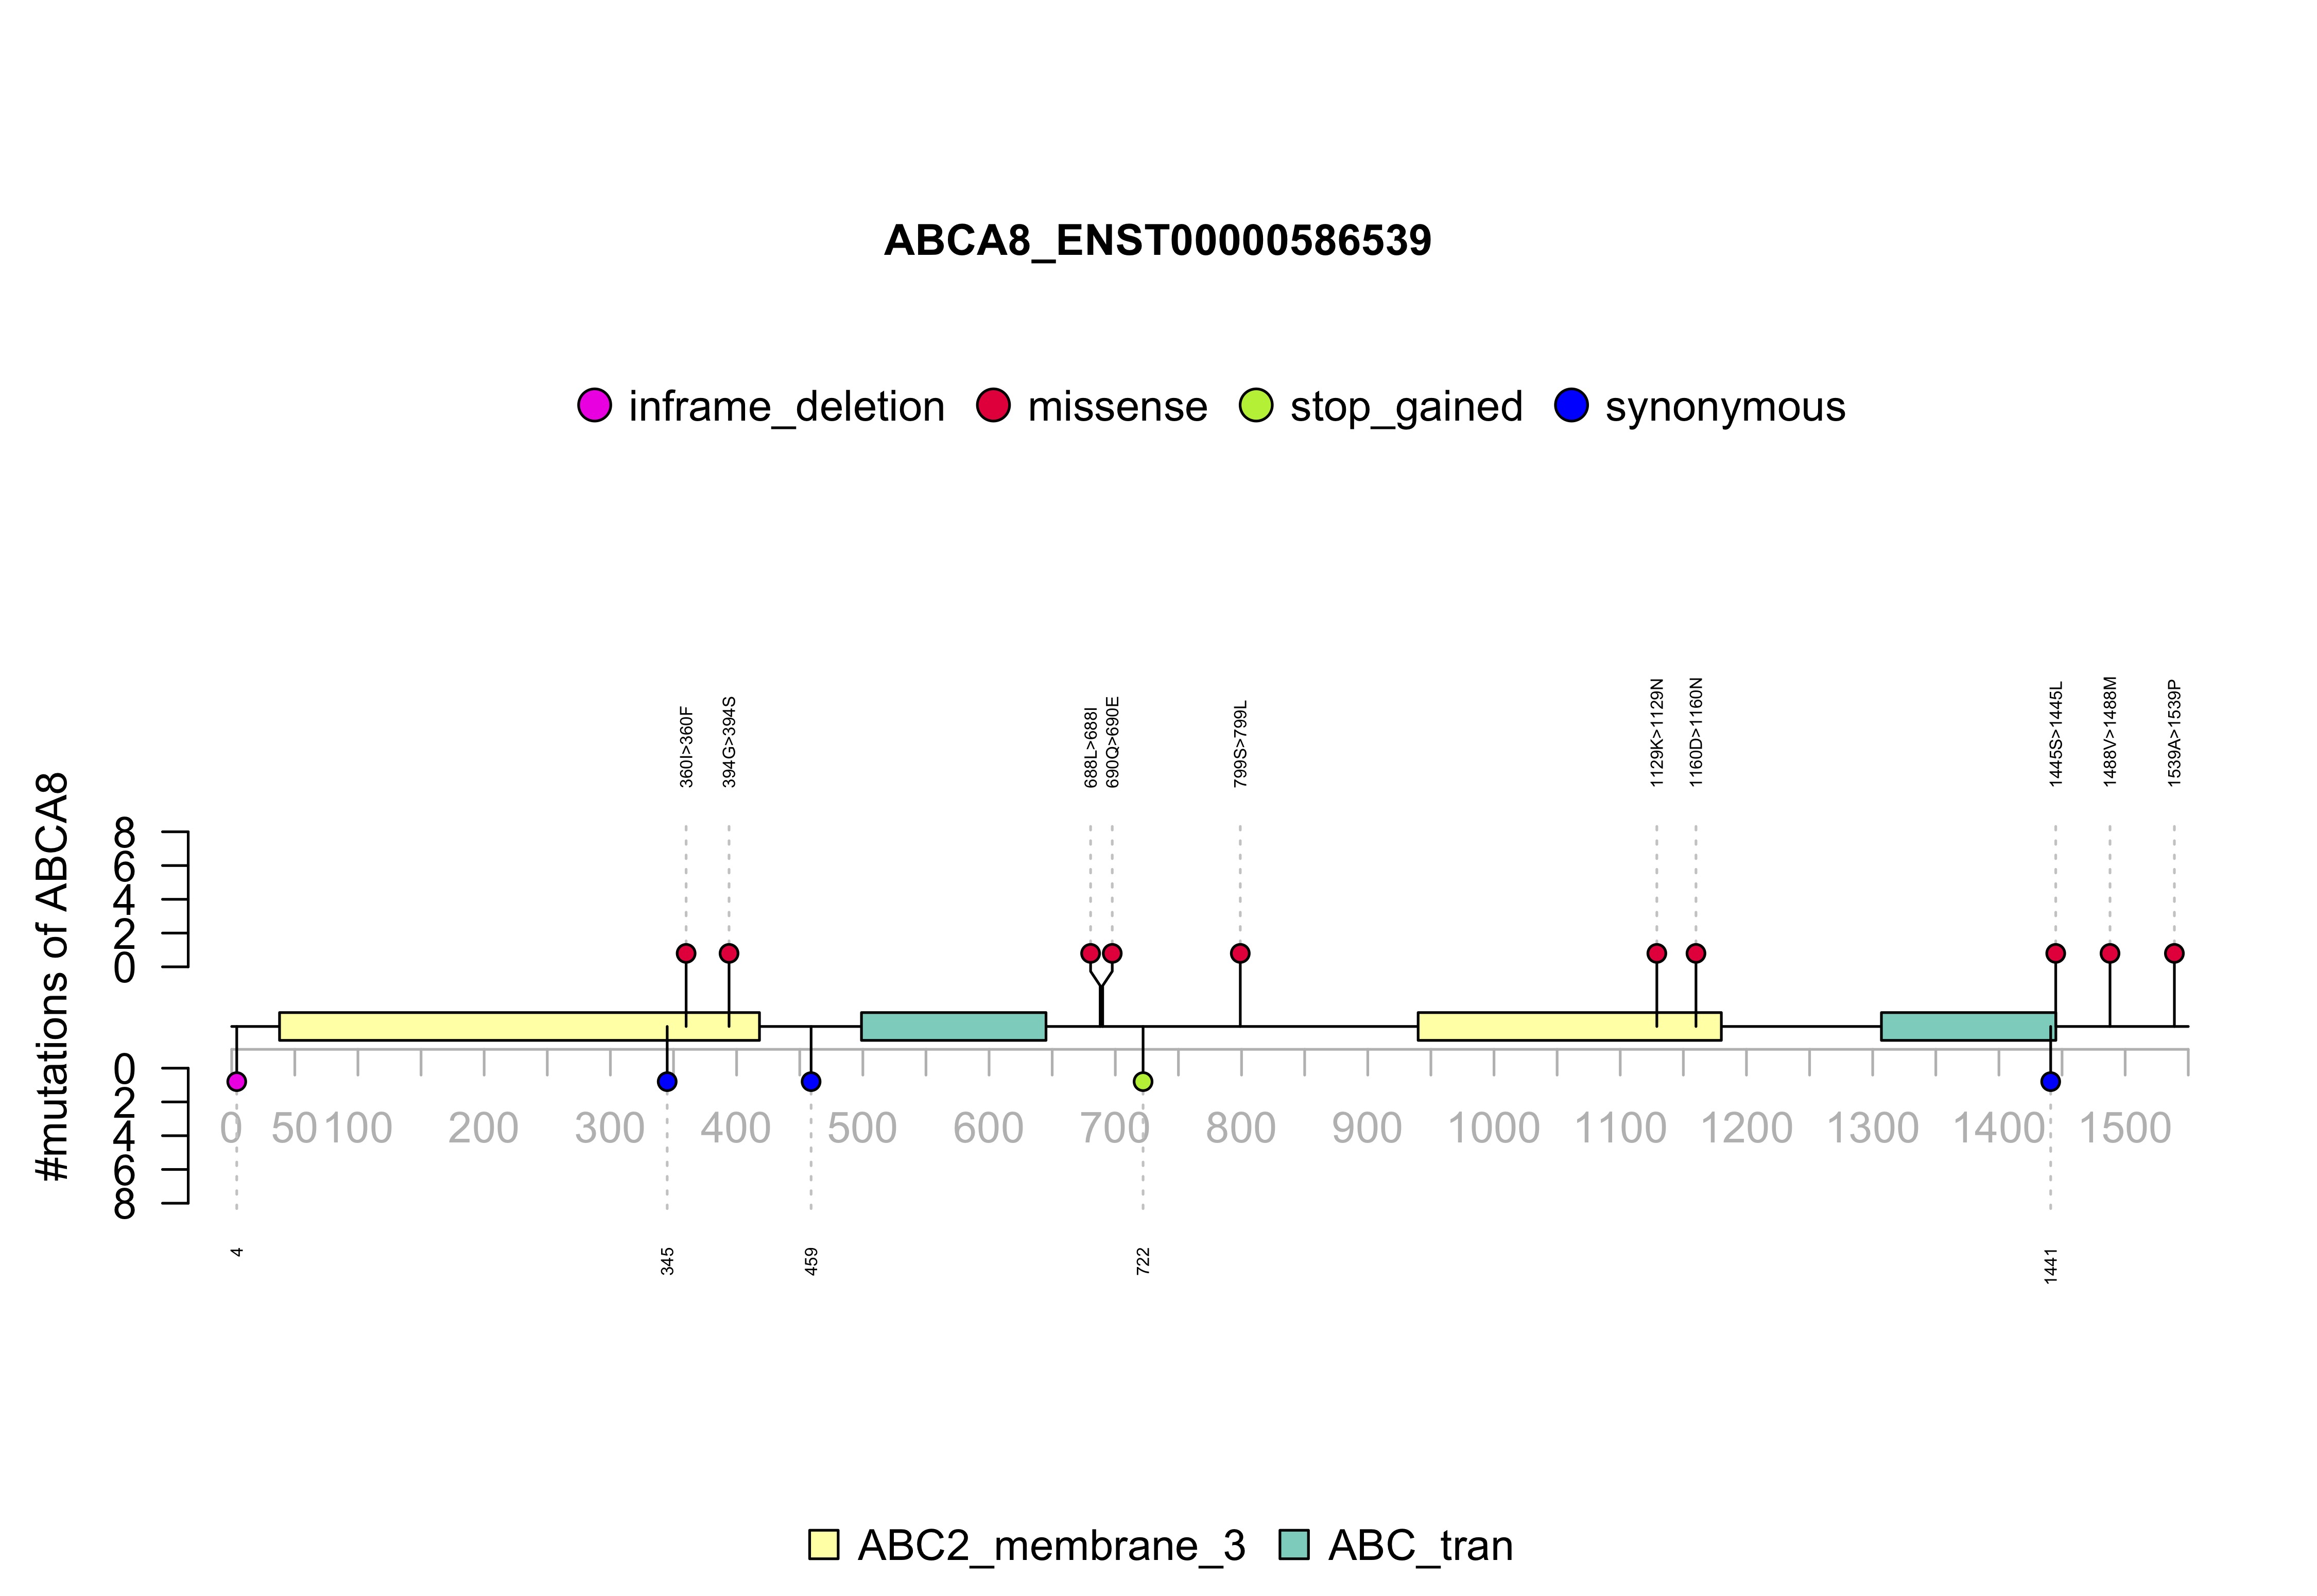 ABCA8_ENST00000586539
inframe_deletion missense stop_gained synonymous
360I>360F 394G>394S 688L>688I 690Q>690E 799S>799L 1129K>1129N 1160D>1160N 1445S>1445L 1488V>1488M 1539A>1539P
#mutations of ABCA8
8
6
4
2
0
0
2
4
6
8
0 50 100 200 300 400 500 600 700 800 900 1000 1100 1200 1300 1400 1500
4 345 459 722 1441
ABC2_membrane_3 ABC_tran